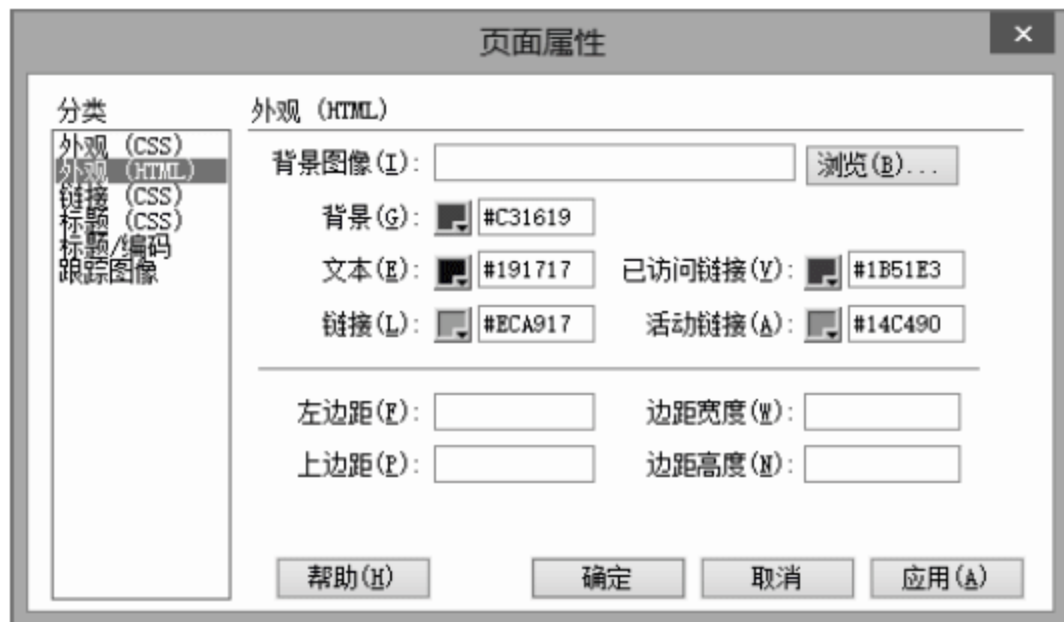 页面属性
×
分类
外观 (CSS)
外观 (HTML)
链接 (CSS)
标题 (CSS)
标题/编码
跟踪图像
外观 (HTML)
背景图像(I): 浏览(B)...
背景(G): #C31619
文本(E): #191717 已访问链接(V): #1B51E3
链接(L): #ECA917 活动链接(A): #14C490
左边距(F): 边距宽度(W):
上边距(P): 边距高度(N):
帮助(H) 确定 取消 应用(A)